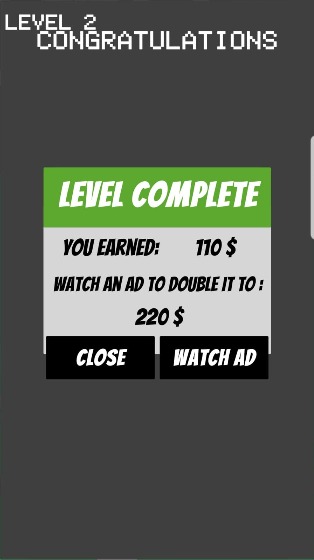 LEVEL 2
CONGRATULATIONS
LEVEL COMPLETE
YOU EARNED: 110 $
WATCH AN AD TO DOUBLE IT TO :
220 $
CLOSE WATCH AD